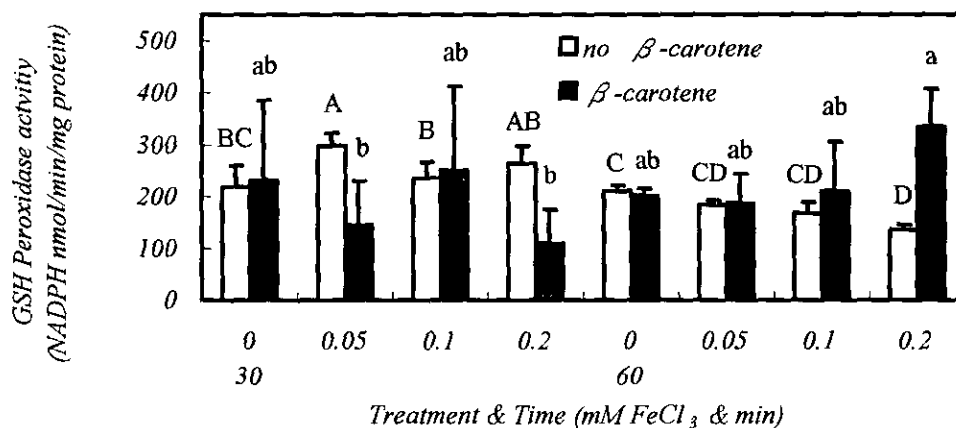 GSH Peroxidase actvitiy
(NADPH nmol/min/mg protein)
500
400
300
200
100
0
no β-carotene
β-carotene
BC
ab
A
b
B
ab
AB
b
C
ab
CD
ab
CD
ab
D
a
0 0.05 0.1 0.2 0 0.05 0.1 0.2
30 60
Treatment & Time (mM FeCl3 & min)